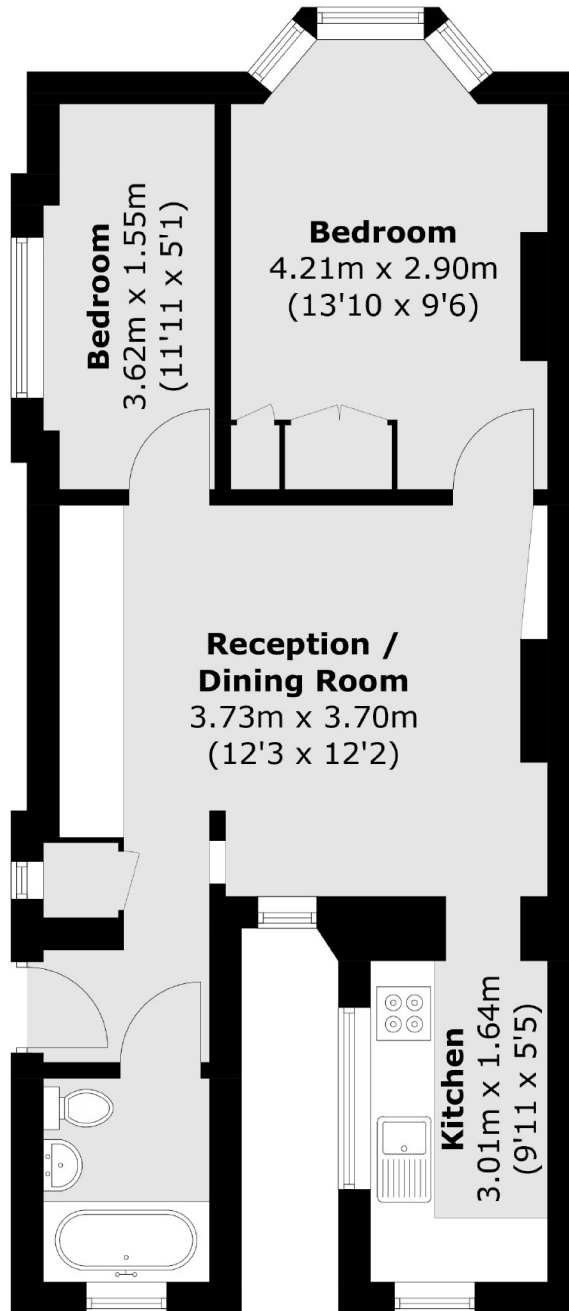 Bedroom
3.62m x 1.55m
(11'11 x 5'1)
Bedroom
4.21m x 2.90m
(13'10 x 9'6)
Reception /
Dining Room
3.73m x 3.70m
(12'3 x 12'2)
Kitchen
3.01m x 1.64m
(9'11 x 5'5)